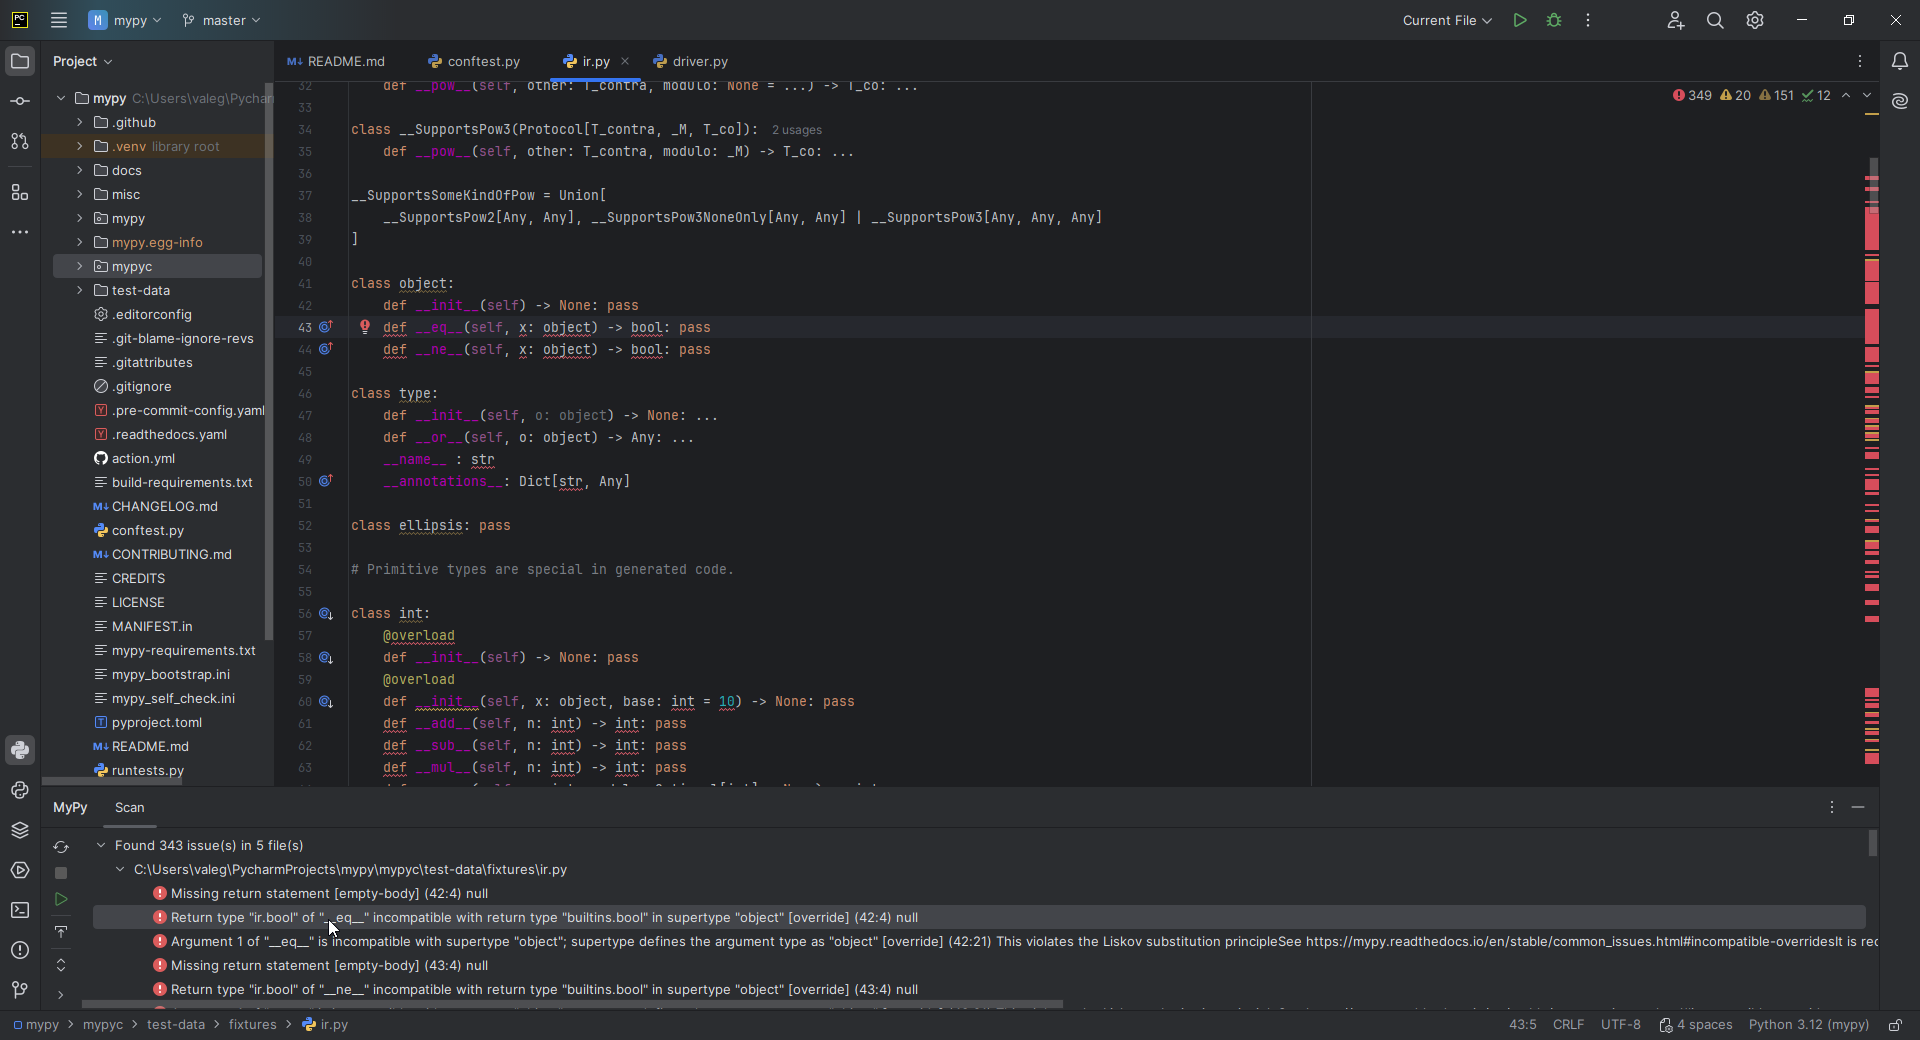 PC
M mypy master Current File
Project
README.md conftest.py ir.py driver.py
mypy C:\Users\valeg\Pychar
.github
.venv library root
docs
misc
mypy
mypy.egg-info
mypyc
test-data
.editorconfig
.git-blame-ignore-revs
.gitattributes
.gitignore
.pre-commit-config.yaml
.readthedocs.yaml
action.yml
build-requirements.txt
CHANGELOG.md
conftest.py
CONTRIBUTING.md
CREDITS
LICENSE
MANIFEST.in
mypy-requirements.txt
mypy_bootstrap.ini
mypy_self_check.ini
pyproject.toml
README.md
runtests.py
349 20 151 12
32 def __pow__(self, other: T_contra, modulo: None = ...) -> T_co: ...
33
34 class __SupportsPow3(Protocol[T_contra, _M, T_co]): 2 usages
35 def __pow__(self, other: T_contra, modulo: _M) -> T_co: ...
36
37 __SupportsSomeKindOfPow = Union[
38 __SupportsPow2[Any, Any], __SupportsPow3NoneOnly[Any, Any] | __SupportsPow3[Any, Any, Any]
39 ]
40
41 class object:
42 def __init__(self) -> None: pass
43 def __eq__(self, x: object) -> bool: pass
44 def __ne__(self, x: object) -> bool: pass
45
46 class type:
47 def __init__(self, o: object) -> None: ...
48 def __or__(self, o: object) -> Any: ...
49 __name__ : str
50 __annotations__: Dict[str, Any]
51
52 class ellipsis: pass
53
54 # Primitive types are special in generated code.
55
56 class int:
57 @overload
58 def __init__(self) -> None: pass
59 @overload
60 def __init__(self, x: object, base: int = 10) -> None: pass
61 def __add__(self, n: int) -> int: pass
62 def __sub__(self, n: int) -> int: pass
63 def __mul__(self, n: int) -> int: pass
MyPy Scan
Found 343 issue(s) in 5 file(s)
C:\Users\valeg\PycharmProjects\mypy\mypyc\test-data\fixtures\ir.py
Missing return statement [empty-body] (42:4) null
Return type "ir.bool" of "__eq__" incompatible with return type "builtins.bool" in supertype "object" [override] (42:4) null
Argument 1 of "__eq__" is incompatible with supertype "object"; supertype defines the argument type as "object" [override] (42:21) This violates the Liskov substitution principleSee https://mypy.readthedocs.io/en/stable/common_issues.html#incompatible-overridesIt is rec
Missing return statement [empty-body] (43:4) null
Return type "ir.bool" of "__ne__" incompatible with return type "builtins.bool" in supertype "object" [override] (43:4) null
mypy > mypyc > test-data > fixtures > ir.py 43:5 CRLF UTF-8 4 spaces Python 3.12 (mypy)